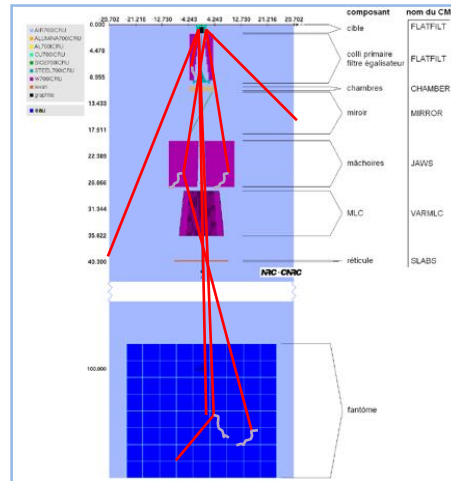 composant nom du CM
-20.702 -12.730 -4.243 4.243 12.730 20.702
-21.216 21.216
0.000
4.478
8.955
13.433
17.911
22.389
26.866
31.344
35.822
40.300
100.000
AIR700ICRU
ALUMINA700ICRU
AL700ICRU
CU700ICRU
STEEL700ICRU
W700ICRU
graphite
eau
cible FLATFILT
colli primaire
filtre égalisateur FLATFILT
chambres CHAMBER
miroir MIRROR
mâchoires JAWS
MLC VARMLC
réticule SLABS
NRC·CNRC
fantôme